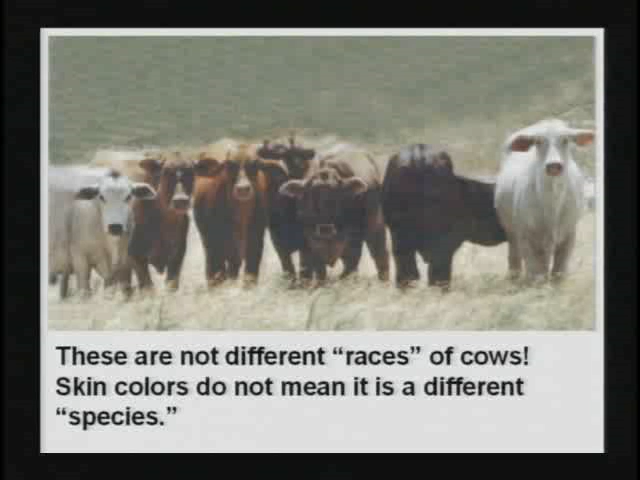 These are not different “races” of cows!
Skin colors do not mean it is a different
“species.”